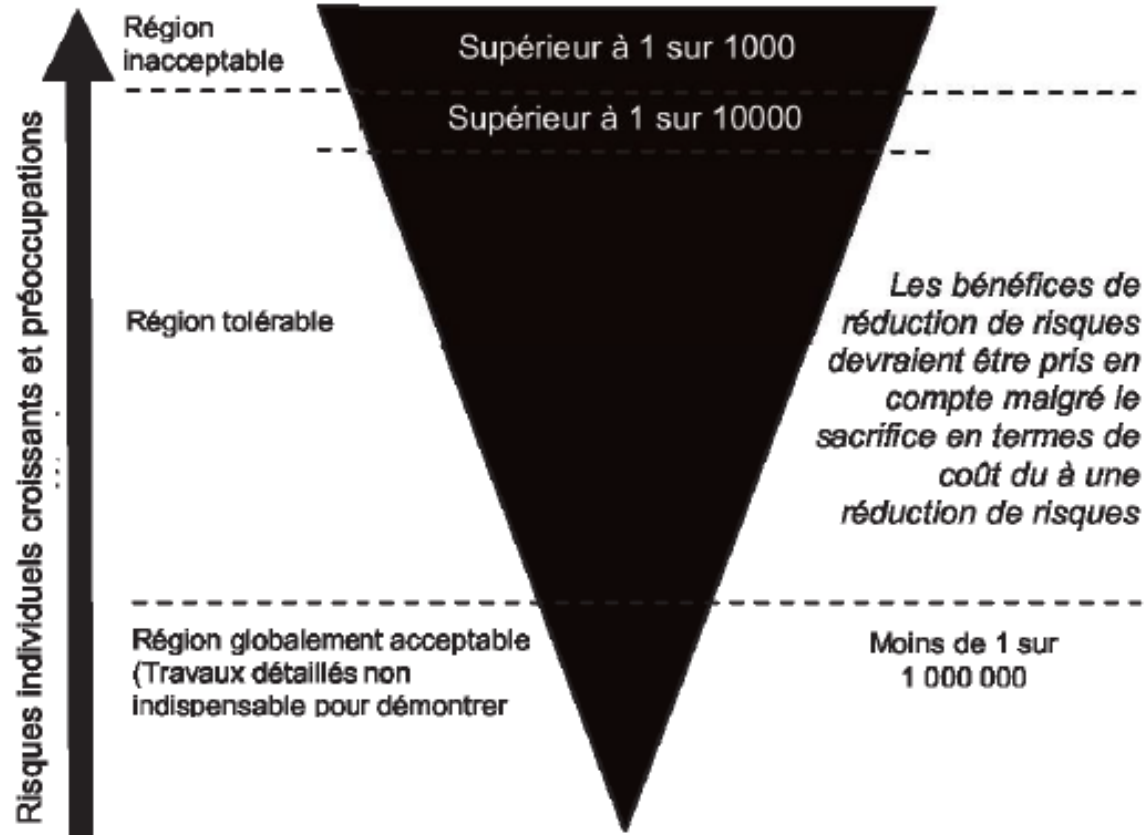 Risques individuels croissants et préoccupations
Région
inacceptable
Supérieur à 1 sur 1000
Supérieur à 1 sur 10000
Région tolérable
Les bénéfices de
réduction de risques
devraient être pris en
compte malgré le
sacrifice en termes de
coût du à une
réduction de risques
Région globalement acceptable
(Travaux détaillés non
indispensable pour démontrer
Moins de 1 sur
1 000 000